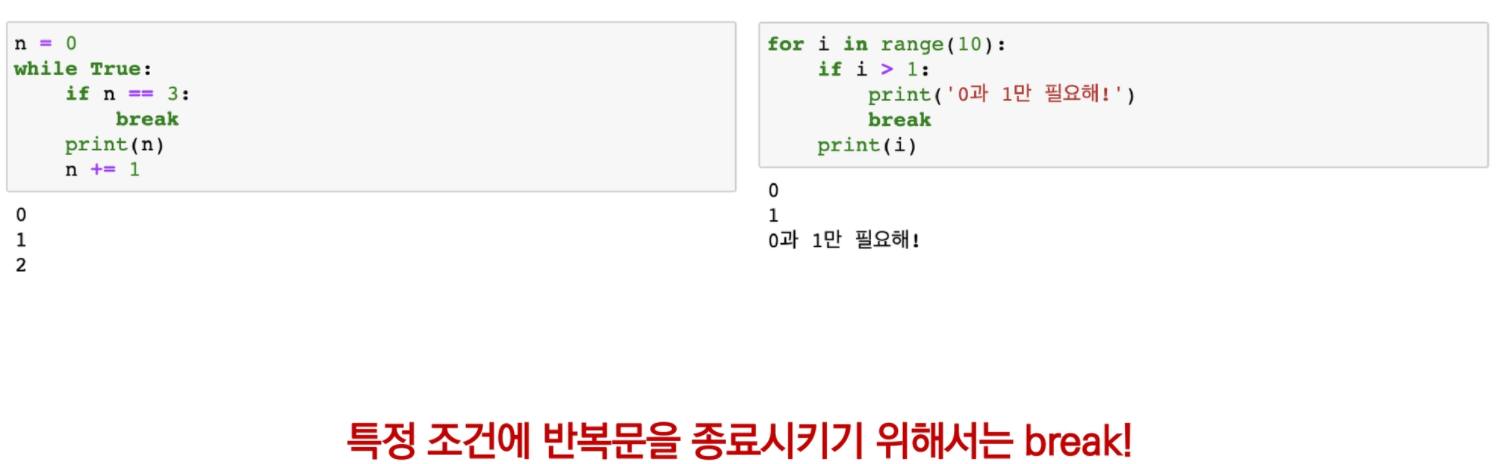 n = 0
while True:
    if n == 3:
        break
    print(n)
    n += 1
0
1
2
for i in range(10):
    if i > 1:
        print('0과 1만 필요해!')
        break
    print(i)
0
1
0과 1만 필요해!
특정 조건에 반복문을 종료시키기 위해서는 break!